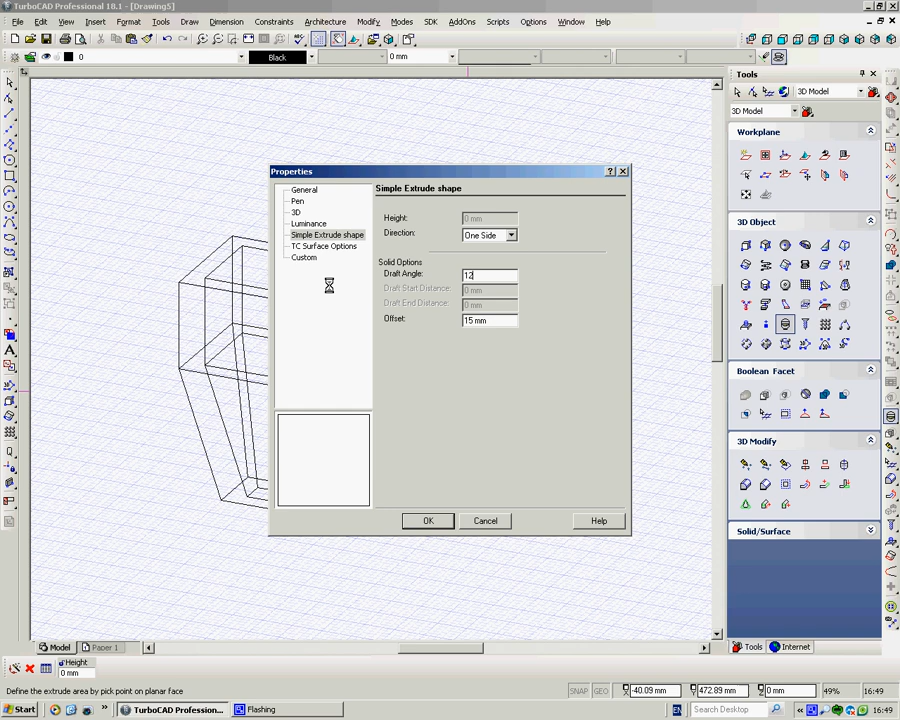 TurboCAD Professional 18.1 - [Drawing5]
File Edit View Insert Format Tools Draw Dimension Constraints Architecture Modify Modes SDK AddOns Scripts Options Window Help
0 Black 0 mm
Tools
3D Model
3D Model
Workplane
3D Object
Boolean Facet
3D Modify
Solid/Surface
Tools Internet
Properties
General
Pen
3D
Luminance
Simple Extrude shape
TC Surface Options
Custom
Simple Extrude shape
Height: 0 mm
Direction: One Side
Solid Options
Draft Angle: 12
Draft Start Distance: 0 mm
Draft End Distance: 0 mm
Offset: 15 mm
OK Cancel Help
Model Paper 1
Height
0 mm
Define the extrude area by pick point on planar face
SNAP GEO X -40.09 mm Y 472.89 mm Z 0 mm 49% 16:49
Start TurboCAD Profession... Flashing EN Search Desktop 16:49